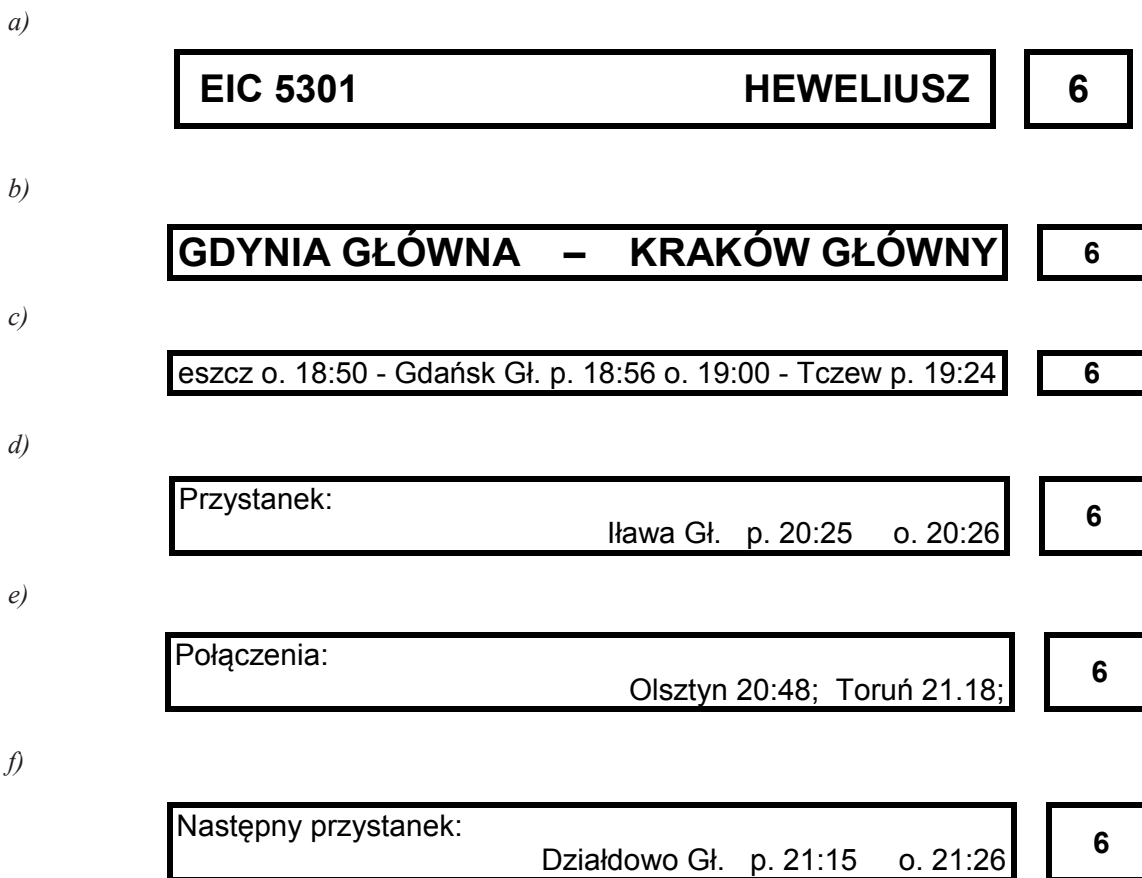 a)
EIC 5301 HEWELIUSZ 6
b)
GDYNIA GŁÓWNA – KRAKÓW GŁÓWNY 6
c)
eszcz o. 18:50 - Gdańsk Gł. p. 18:56 o. 19:00 - Tczew p. 19:24 6
d)
Przystanek:
Iława Gł. p. 20:25 o. 20:26 6
e)
Połączenia:
Olsztyn 20:48; Toruń 21.18; 6
f)
Następny przystanek:
Działdowo Gł. p. 21:15 o. 21:26 6